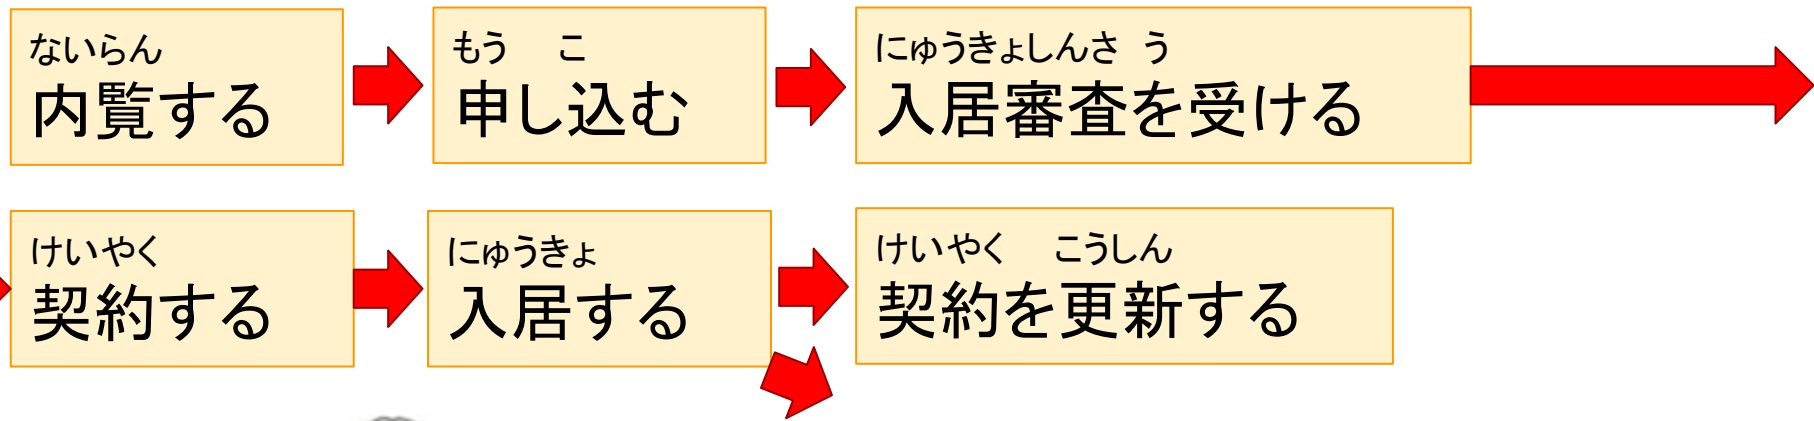 ないらん
内覧する
もう こ
申し込む
にゅうきょしんさ う
入居審査を受ける
けいやく
契約する
にゅうきょ
入居する
けいやく こうしん
契約を更新する